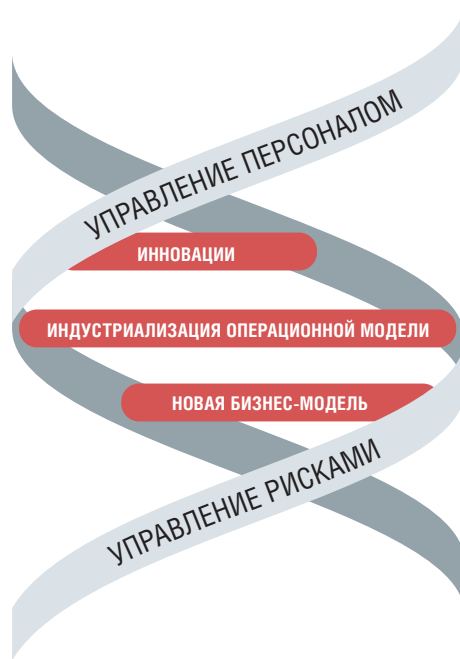 УПРАВЛЕНИЕ ПЕРСОНАЛОМ
ИННОВАЦИИ
ИНДУСТРИАЛИЗАЦИЯ ОПЕРАЦИОННОЙ МОДЕЛИ
НОВАЯ БИЗНЕС-МОДЕЛЬ
УПРАВЛЕНИЕ РИСКАМИ